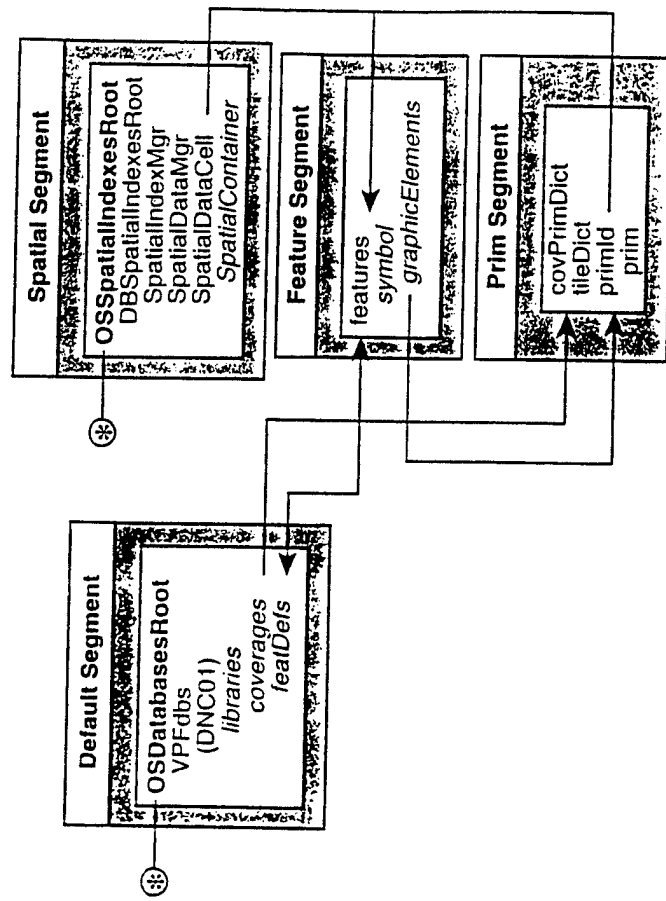 Default Segment
OSDatabasesRoot
VPFdbs
(DNC01)
libraries
coverages
featDefs
Spatial Segment
OSSpatialIndexesRoot
DBSpatialIndexesRoot
SpatialIndexMgr
SpatialDataMgr
SpatialDataCell
SpatialContainer
Feature Segment
features
symbol
graphicElements
Prim Segment
covPrimDict
tileDict
primId
prim
*
*